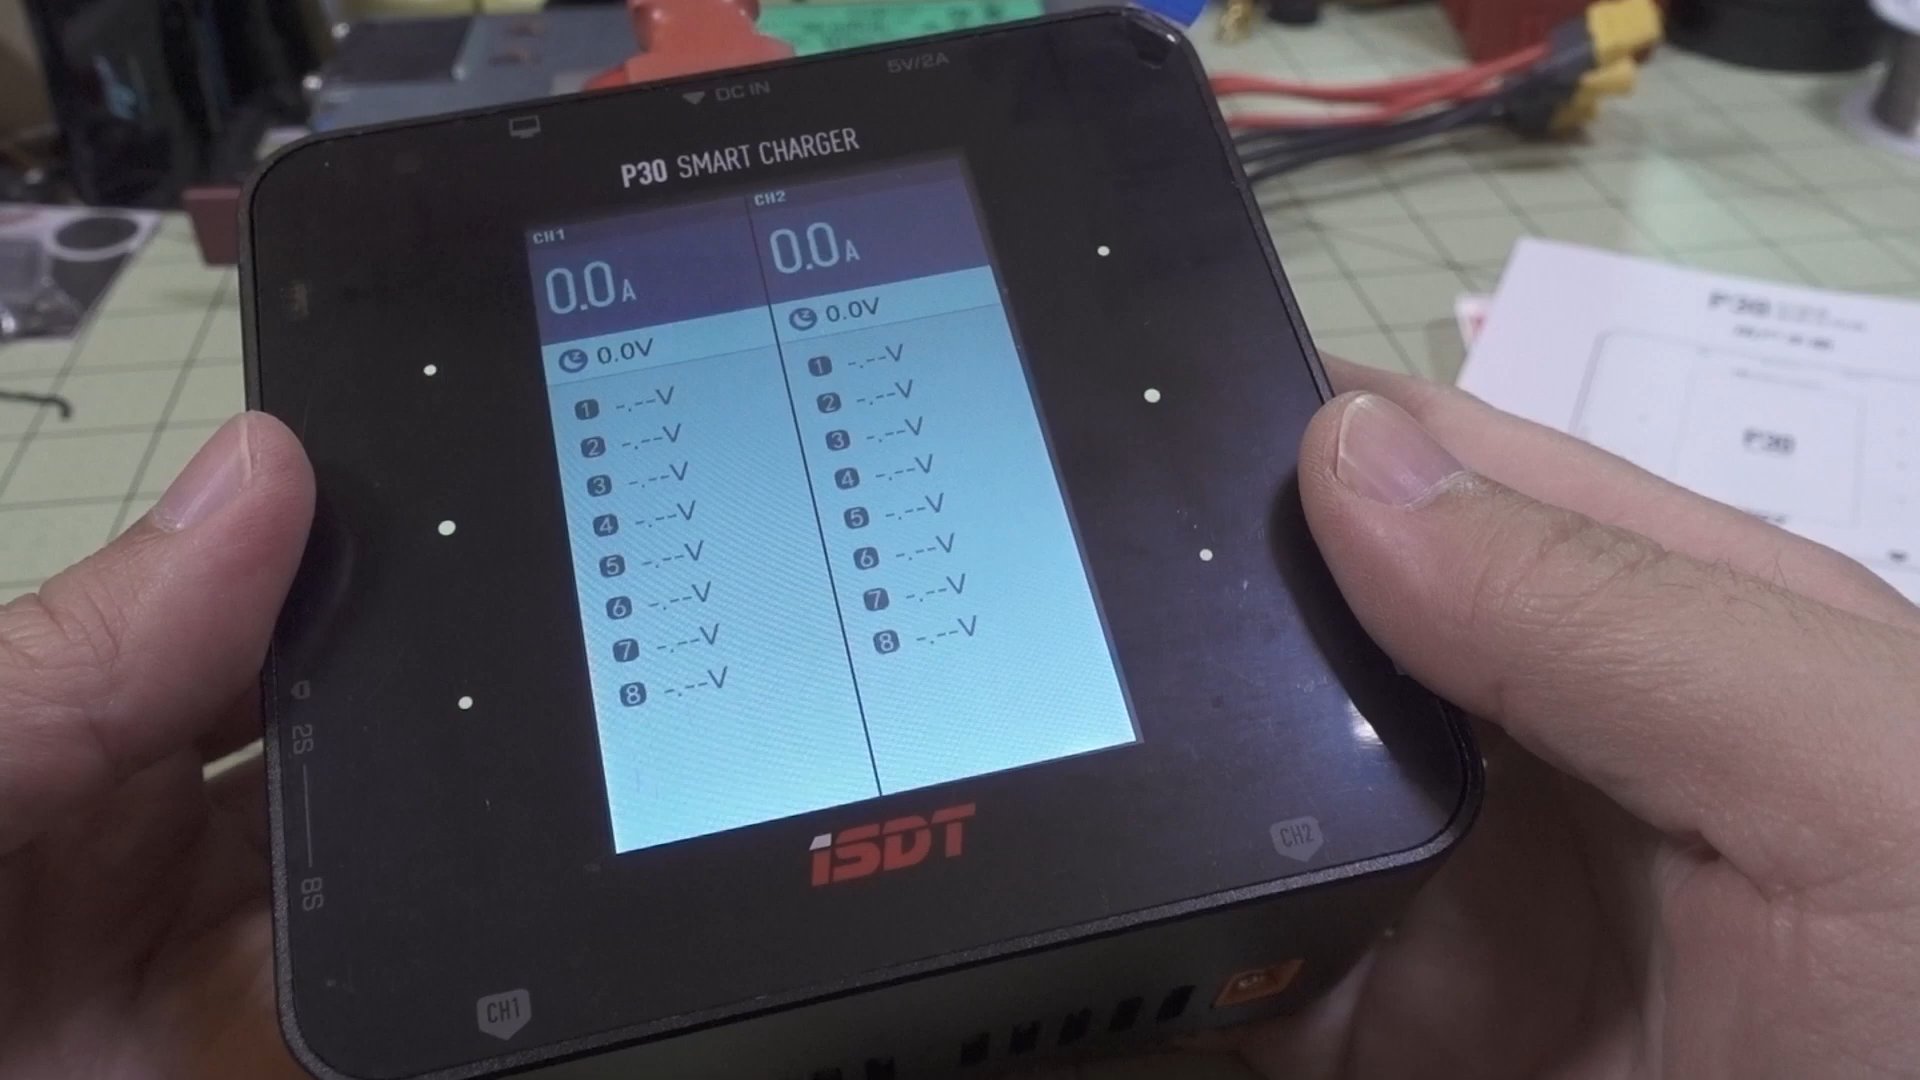 5V/2A
DC IN
P30 SMART CHARGER
CH1
0.0A
0.0V
1 -.--V
2 -.--V
3 -.--V
4 -.--V
5 -.--V
6 -.--V
7 -.--V
8 -.--V
CH2
0.0A
0.0V
1 -.--V
2 -.--V
3 -.--V
4 -.--V
5 -.--V
6 -.--V
7 -.--V
8 -.--V
iSDT
2S
8S
CH1
CH2
P30
P30